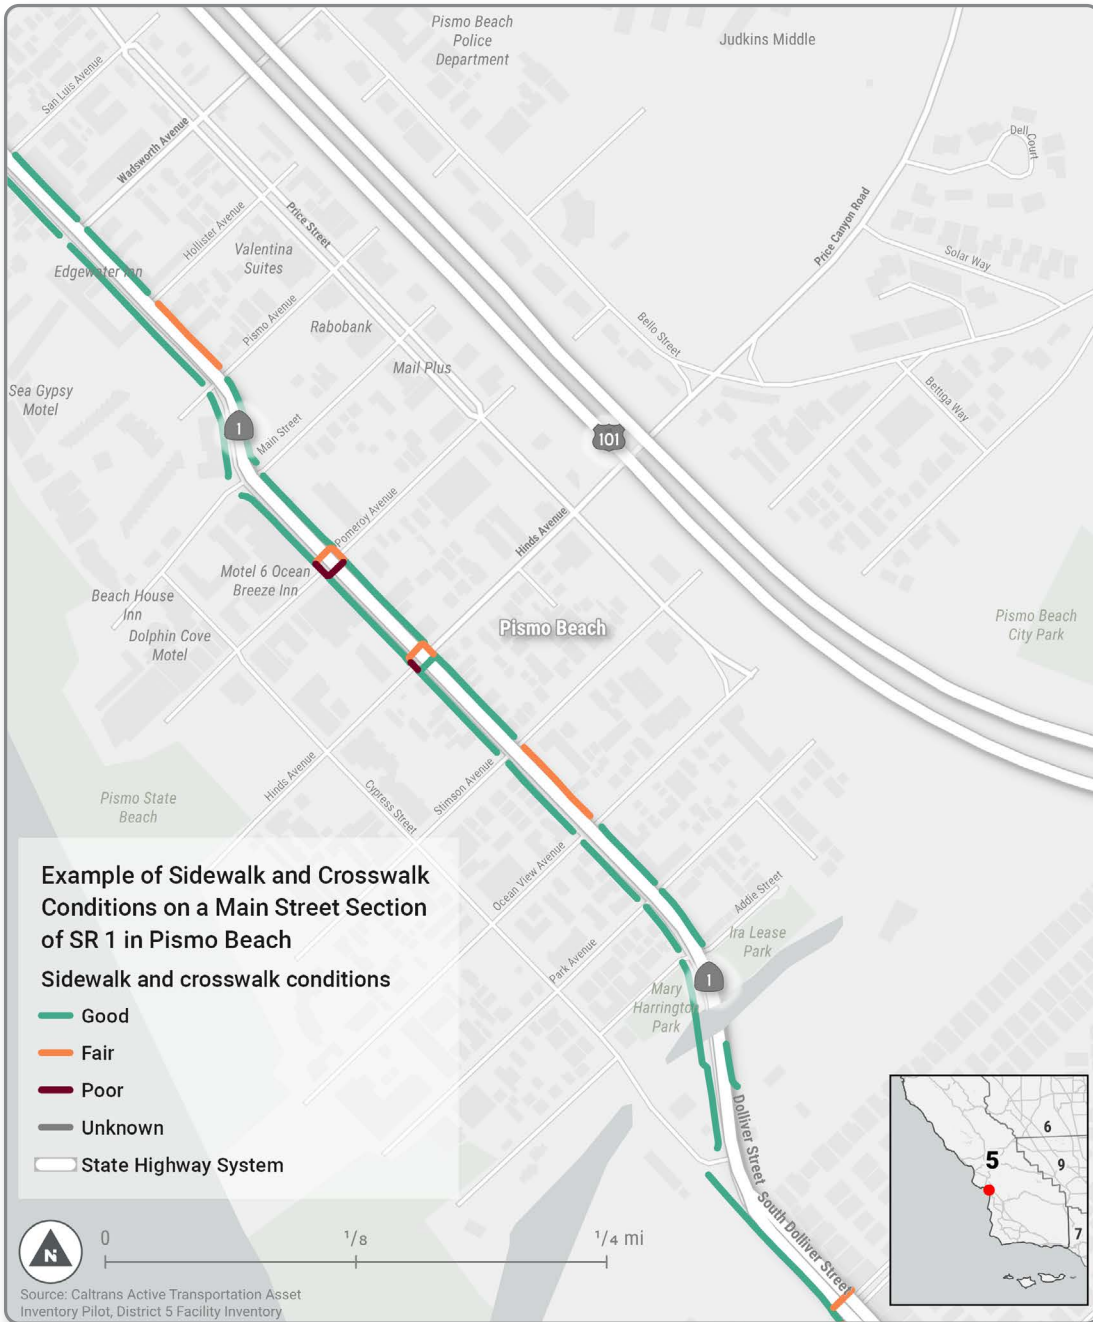 Pismo Beach
Police
Department
Judkins Middle
San Luis Avenue
Wadsworth Avenue
Dell Court
Hollister Avenue
Price Street
Price Canyon Road
Valentina
Suites
Solar Way
Edgewater Inn
Pismo Avenue
Rabobank
Bello Street
Mail Plus
Sea Gypsy
Motel
Bettiga Way
1
Main Street
101
Pomeroy Avenue
Hinds Avenue
Motel 6 Ocean
Breeze Inn
Beach House
Inn
Pismo Beach
Pismo Beach
City Park
Dolphin Cove
Motel
Hinds Avenue
Stimson Avenue
Cypress Street
Pismo State
Beach
Ocean View Avenue
Addie Street
Ira Lease
Park
Park Avenue
1
Mary
Harrington
Park
Example of Sidewalk and Crosswalk
Conditions on a Main Street Section
of SR 1 in Pismo Beach
Sidewalk and crosswalk conditions
Good
Fair
Poor
Unknown
State Highway System
Dolliver Street
South Dolliver Street
6
5
9
7
N
0
1/8
1/4 mi
Source: Caltrans Active Transportation Asset
Inventory Pilot, District 5 Facility Inventory